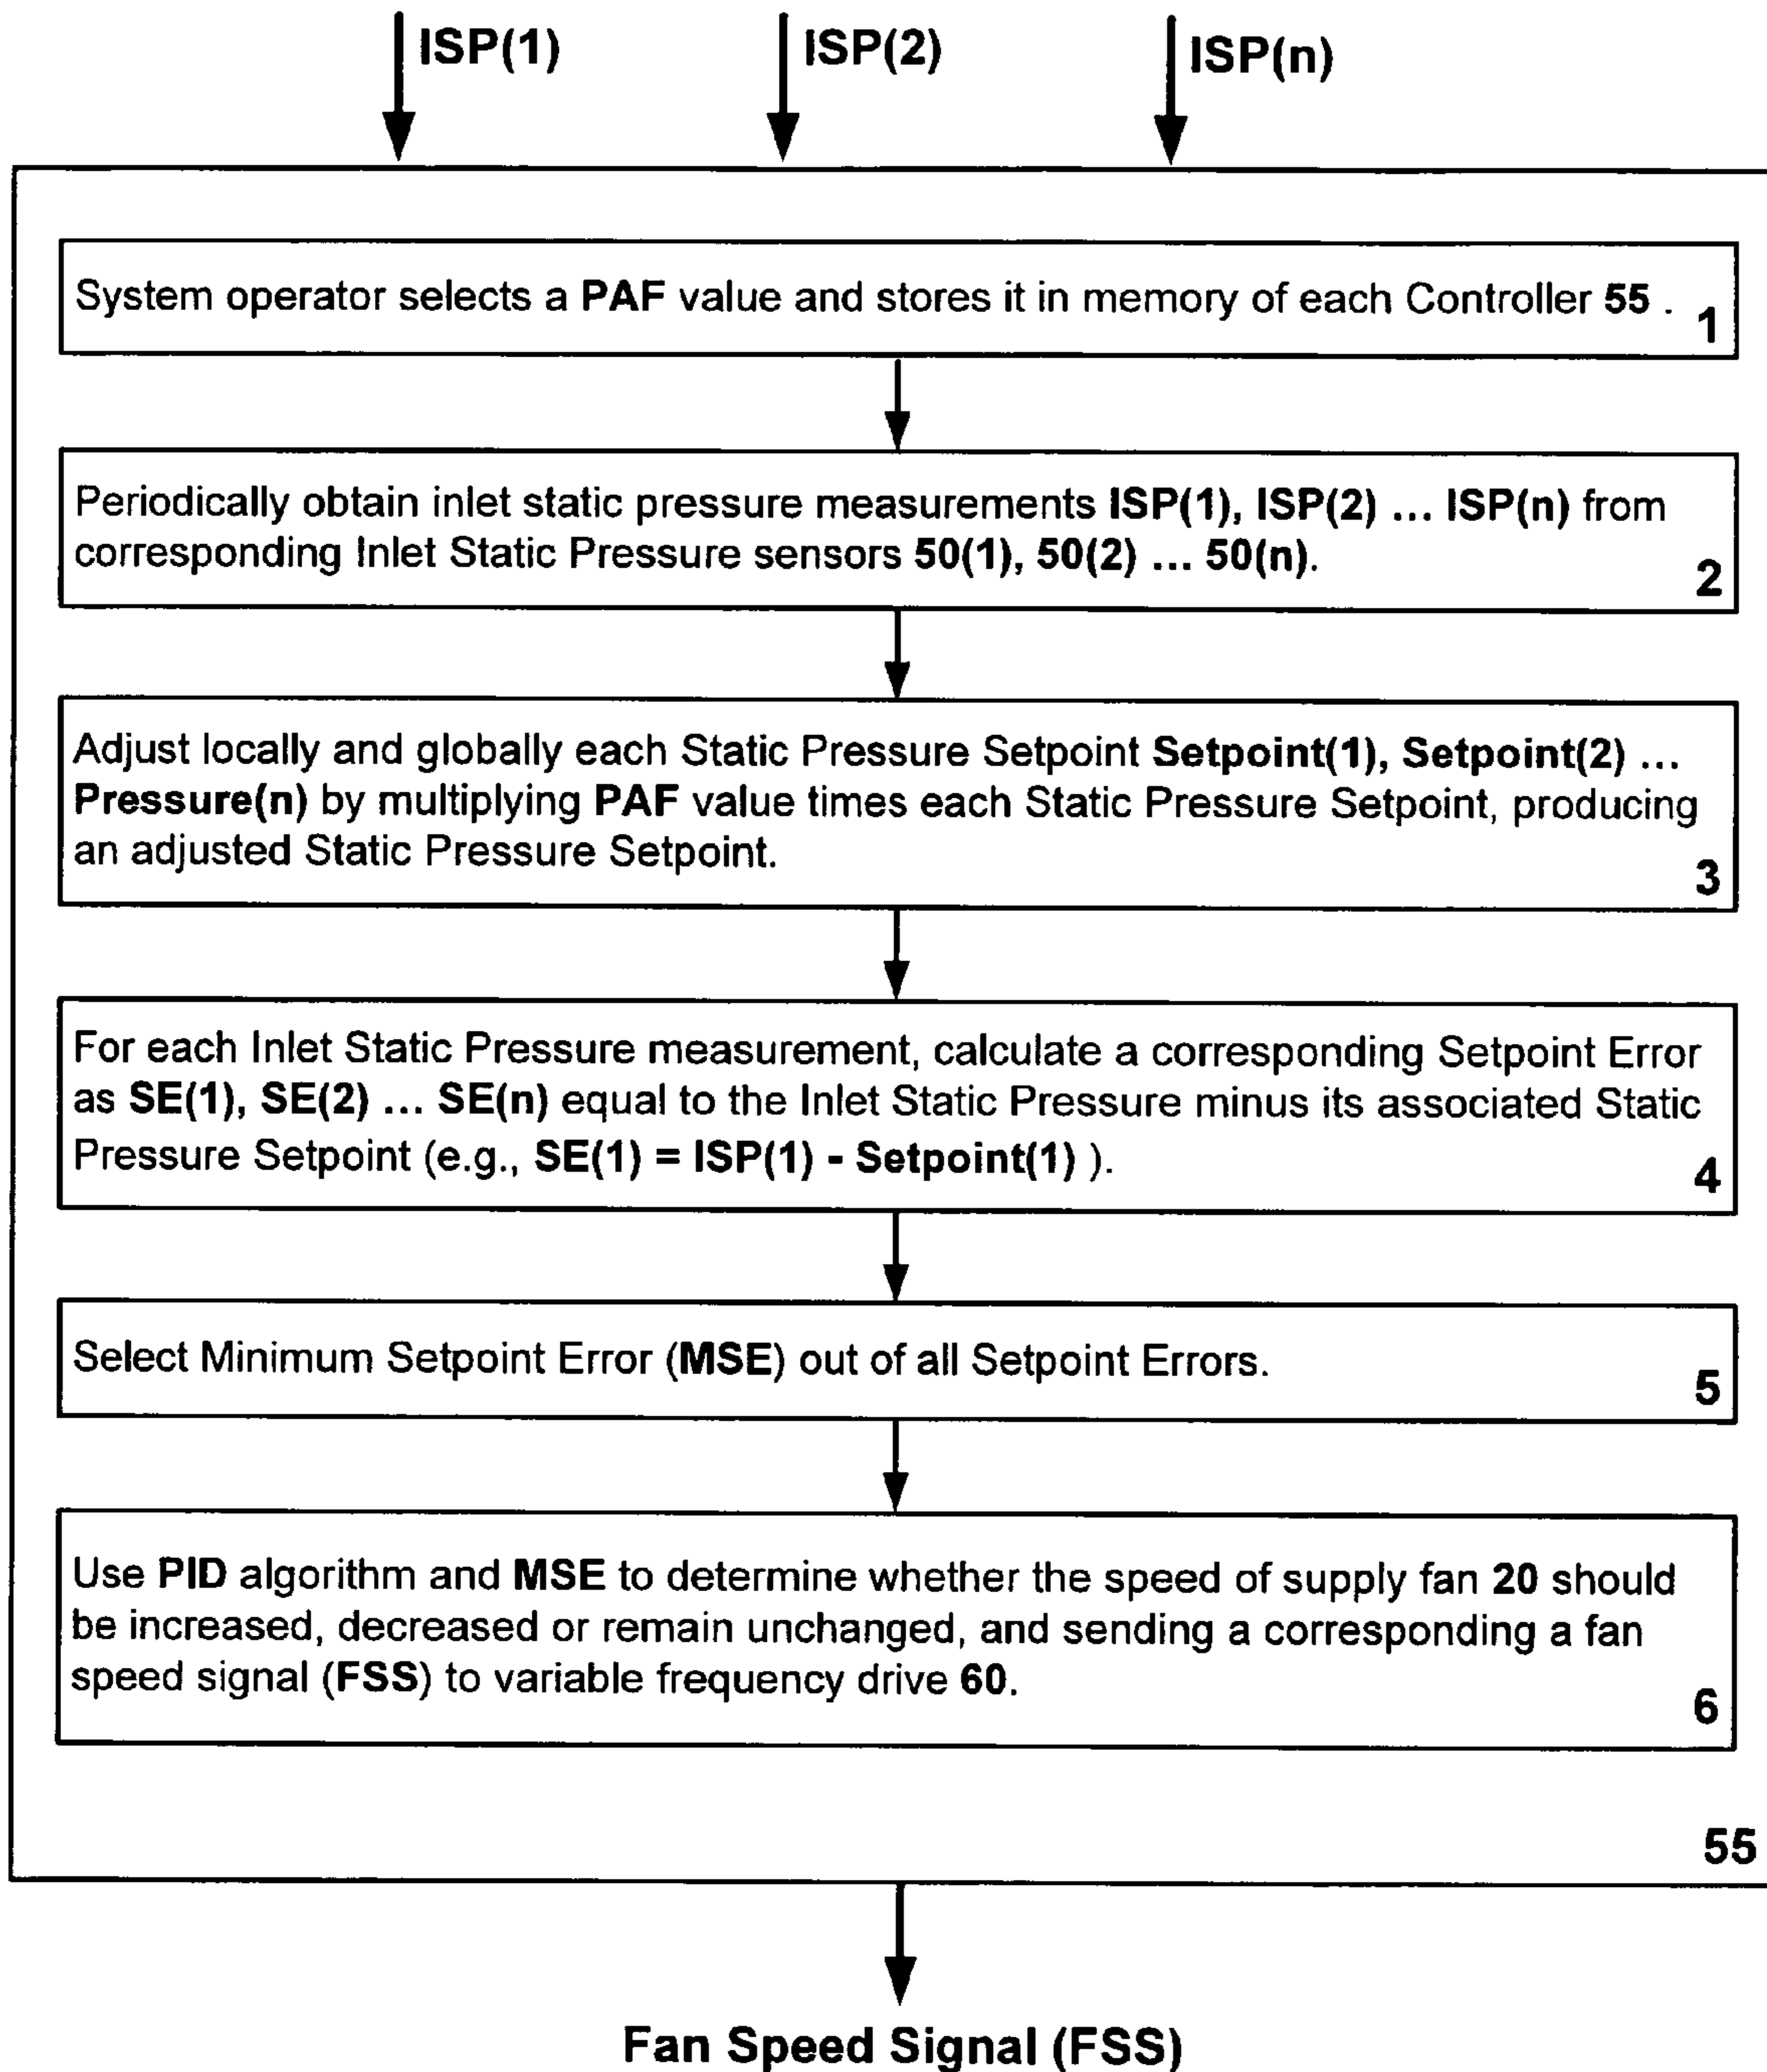 ISP(1)
ISP(2)
ISP(n)
System operator selects a PAF value and stores it in memory of each Controller 55 .
1
Periodically obtain inlet static pressure measurements ISP(1), ISP(2) ... ISP(n) from
corresponding Inlet Static Pressure sensors 50(1), 50(2) ... 50(n).
2
Adjust locally and globally each Static Pressure Setpoint Setpoint(1), Setpoint(2) ...
Pressure(n) by multiplying PAF value times each Static Pressure Setpoint, producing
an adjusted Static Pressure Setpoint.
3
For each Inlet Static Pressure measurement, calculate a corresponding Setpoint Error
as SE(1), SE(2) ... SE(n) equal to the Inlet Static Pressure minus its associated Static
Pressure Setpoint (e.g., SE(1) = ISP(1) - Setpoint(1) ).
4
Select Minimum Setpoint Error (MSE) out of all Setpoint Errors.
5
Use PID algorithm and MSE to determine whether the speed of supply fan 20 should
be increased, decreased or remain unchanged, and sending a corresponding a fan
speed signal (FSS) to variable frequency drive 60.
6
55
Fan Speed Signal (FSS)